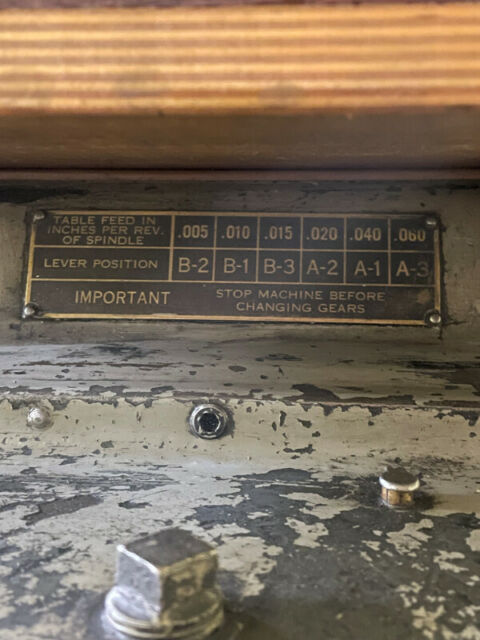 TABLE FEED IN
INCHES PER REV.
OF SPINDLE
.005 .010 .015 .020 .040 .060
LEVER POSITION B-2 B-1 B-3 A-2 A-1 A-3
IMPORTANT
STOP MACHINE BEFORE
CHANGING GEARS